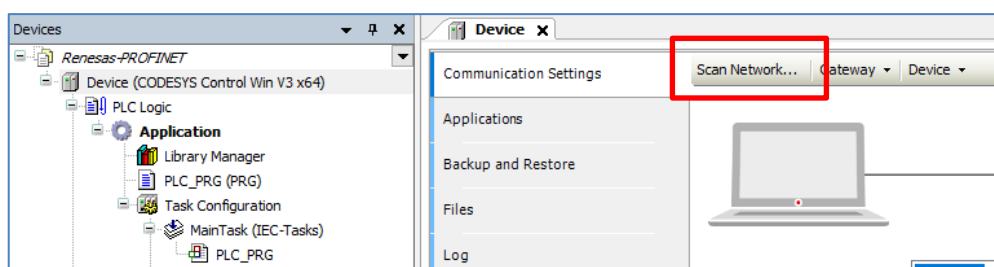 Devices
Renesas-PROFINET
Device (CODESYS Control Win V3 x64)
PLC Logic
Application
Library Manager
PLC_PRG (PRG)
Task Configuration
MainTask (IEC-Tasks)
PLC_PRG
Device
Communication Settings
Applications
Backup and Restore
Files
Log
Scan Network... Gateway Device